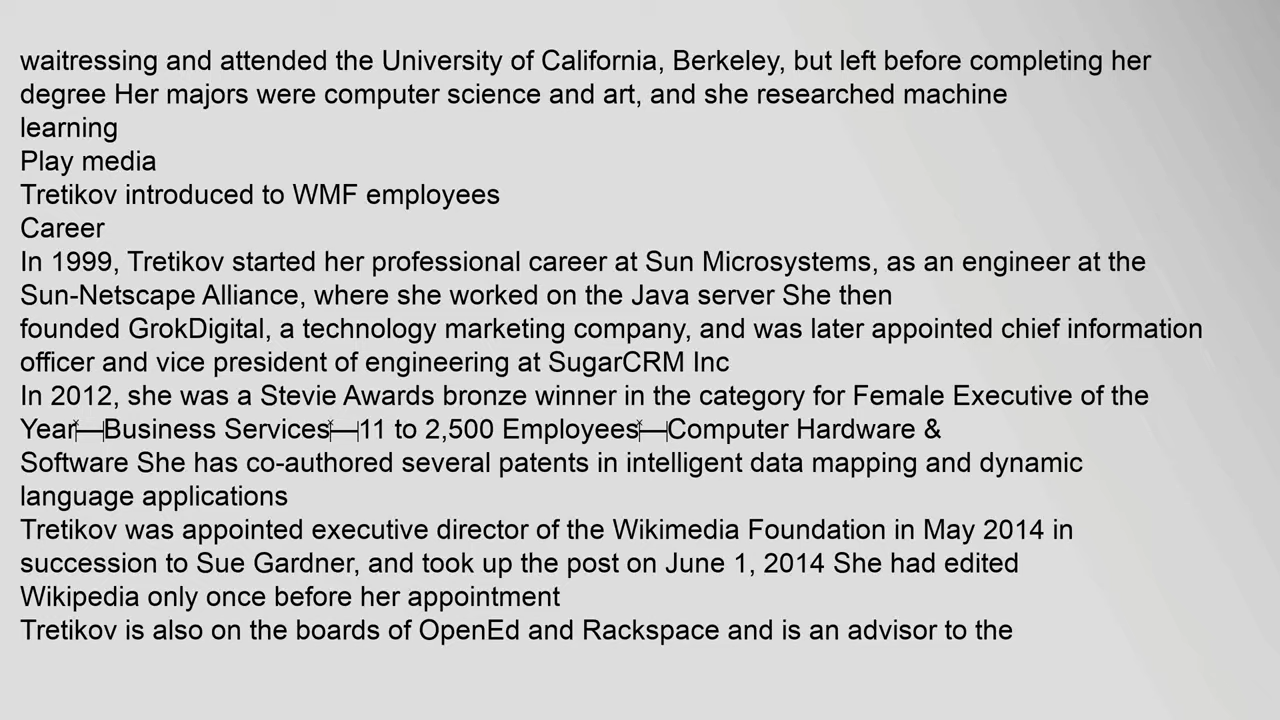 waitressing and attended the University of California, Berkeley, but left before completing her
degree Her majors were computer science and art, and she researched machine
learning
Play media
Tretikov introduced to WMF employees
Career
In 1999, Tretikov started her professional career at Sun Microsystems, as an engineer at the
Sun-Netscape Alliance, where she worked on the Java server She then
founded GrokDigital, a technology marketing company, and was later appointed chief information
officer and vice president of engineering at SugarCRM Inc
In 2012, she was a Stevie Awards bronze winner in the category for Female Executive of the
Year—Business Services—11 to 2,500 Employees—Computer Hardware &
Software She has co-authored several patents in intelligent data mapping and dynamic
language applications
Tretikov was appointed executive director of the Wikimedia Foundation in May 2014 in
succession to Sue Gardner, and took up the post on June 1, 2014 She had edited
Wikipedia only once before her appointment
Tretikov is also on the boards of OpenEd and Rackspace and is an advisor to the